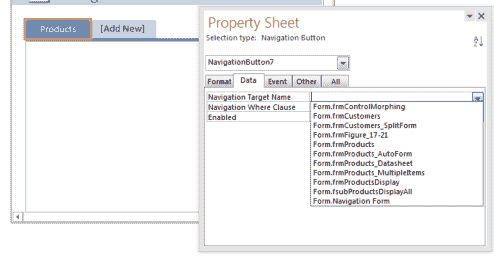 Products
[Add New]
Property Sheet
Selection type: Navigation Button
NavigationButton7
Format Data Event Other All
Navigation Target Name
Navigation Where Clause
Enabled
Form.frmControlMorphing
Form.frmCustomers
Form.frmCustomers_SplitForm
Form.frmFigure_17-21
Form.frmProducts
Form.frmProducts_AutoForm
Form.frmProducts_Datasheet
Form.frmProducts_MultipleItems
Form.frmProductsDisplay
Form.fsubProductsDisplayAll
Form.Navigation Form